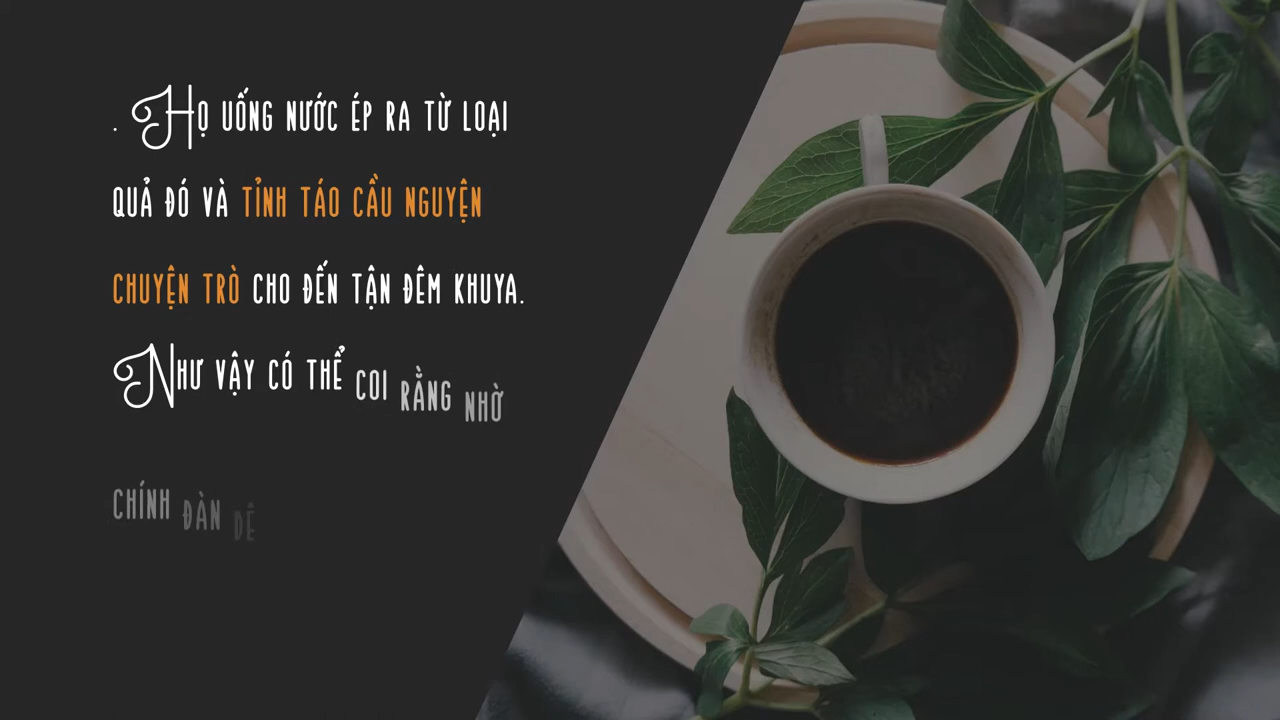 . Họ uống nước ép ra từ loại
quả đó và tỉnh táo cầu nguyện
chuyện trò cho đến tận đêm khuya.
Như vậy có thể coi rằng nhờ
chính đàn dê